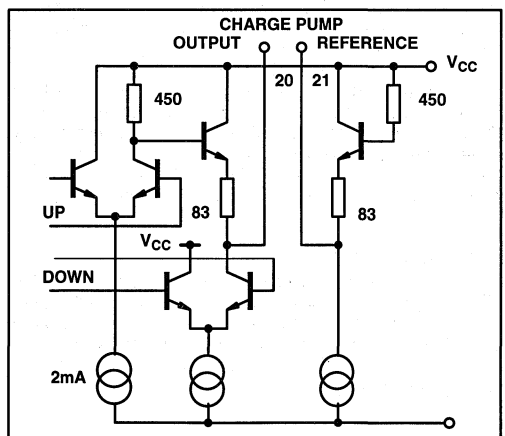 CHARGE PUMP
OUTPUT REFERENCE
20 21 VCC
450 450
UP 83 83
VCC
DOWN
2mA